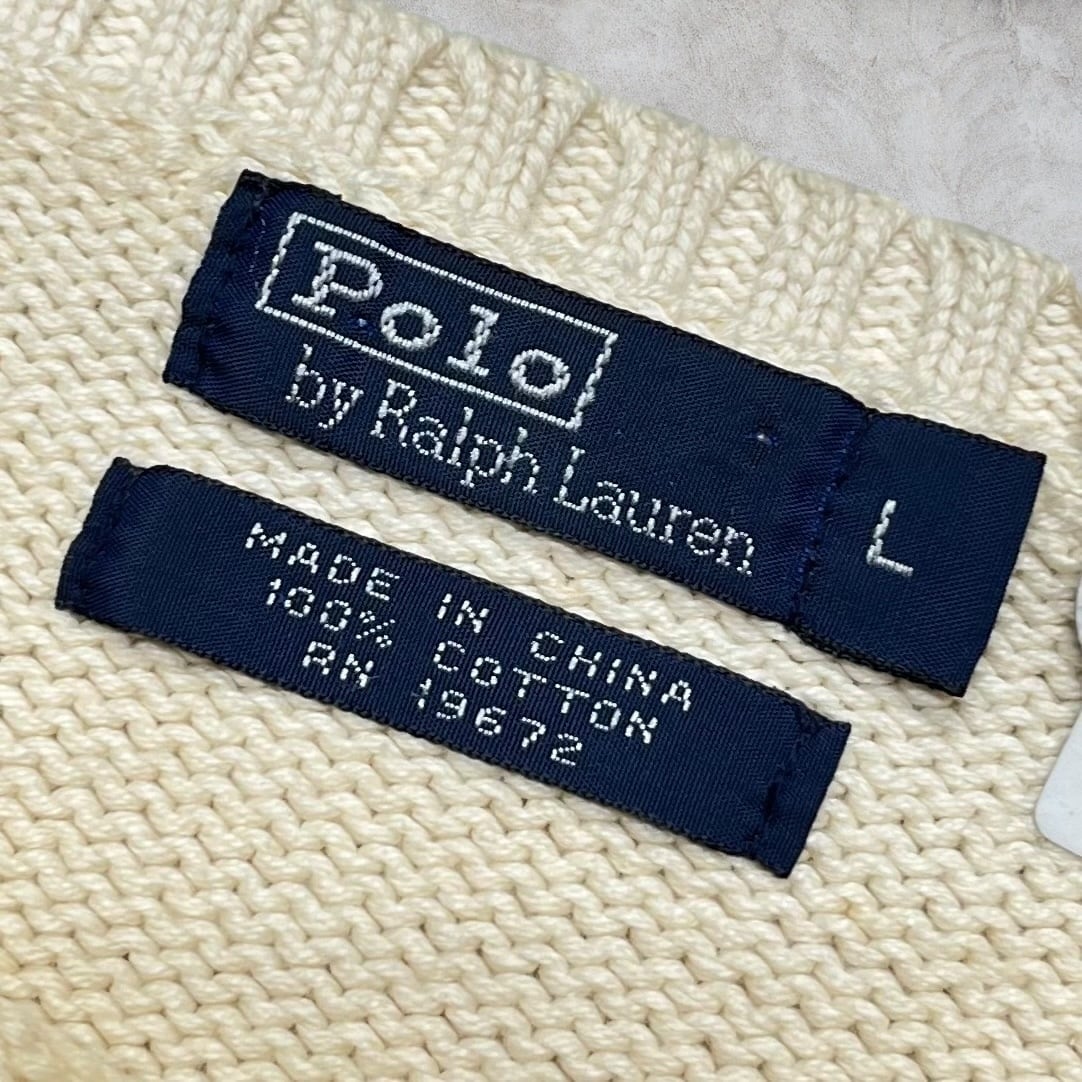 Polo
by Ralph Lauren
L
MADE IN CHINA
100% COTTON
RN 19672